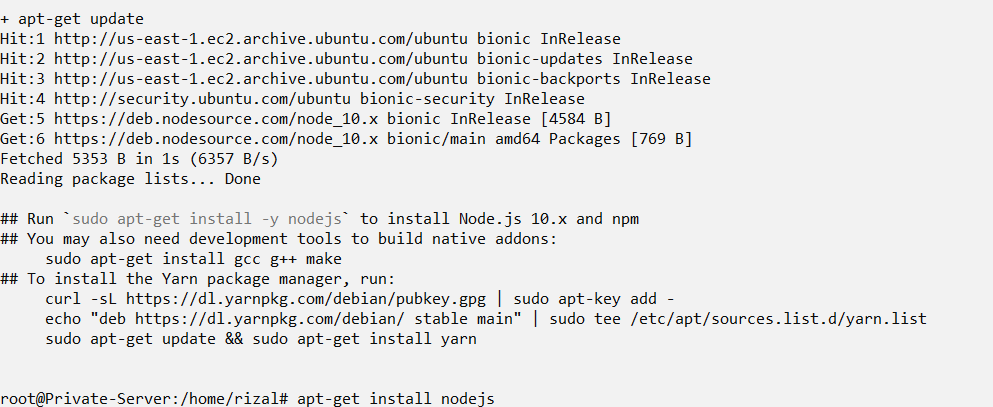 + apt-get update
Hit:1 http://us-east-1.ec2.archive.ubuntu.com/ubuntu bionic InRelease
Hit:2 http://us-east-1.ec2.archive.ubuntu.com/ubuntu bionic-updates InRelease
Hit:3 http://us-east-1.ec2.archive.ubuntu.com/ubuntu bionic-backports InRelease
Hit:4 http://security.ubuntu.com/ubuntu bionic-security InRelease
Get:5 https://deb.nodesource.com/node_10.x bionic InRelease [4584 B]
Get:6 https://deb.nodesource.com/node_10.x bionic/main amd64 Packages [769 B]
Fetched 5353 B in 1s (6357 B/s)
Reading package lists... Done
## Run `sudo apt-get install -y nodejs` to install Node.js 10.x and npm
## You may also need development tools to build native addons:
     sudo apt-get install gcc g++ make
## To install the Yarn package manager, run:
     curl -sL https://dl.yarnpkg.com/debian/pubkey.gpg | sudo apt-key add -
     echo "deb https://dl.yarnpkg.com/debian/ stable main" | sudo tee /etc/apt/sources.list.d/yarn.list
     sudo apt-get update && sudo apt-get install yarn
root@Private-Server:/home/rizal# apt-get install nodejs